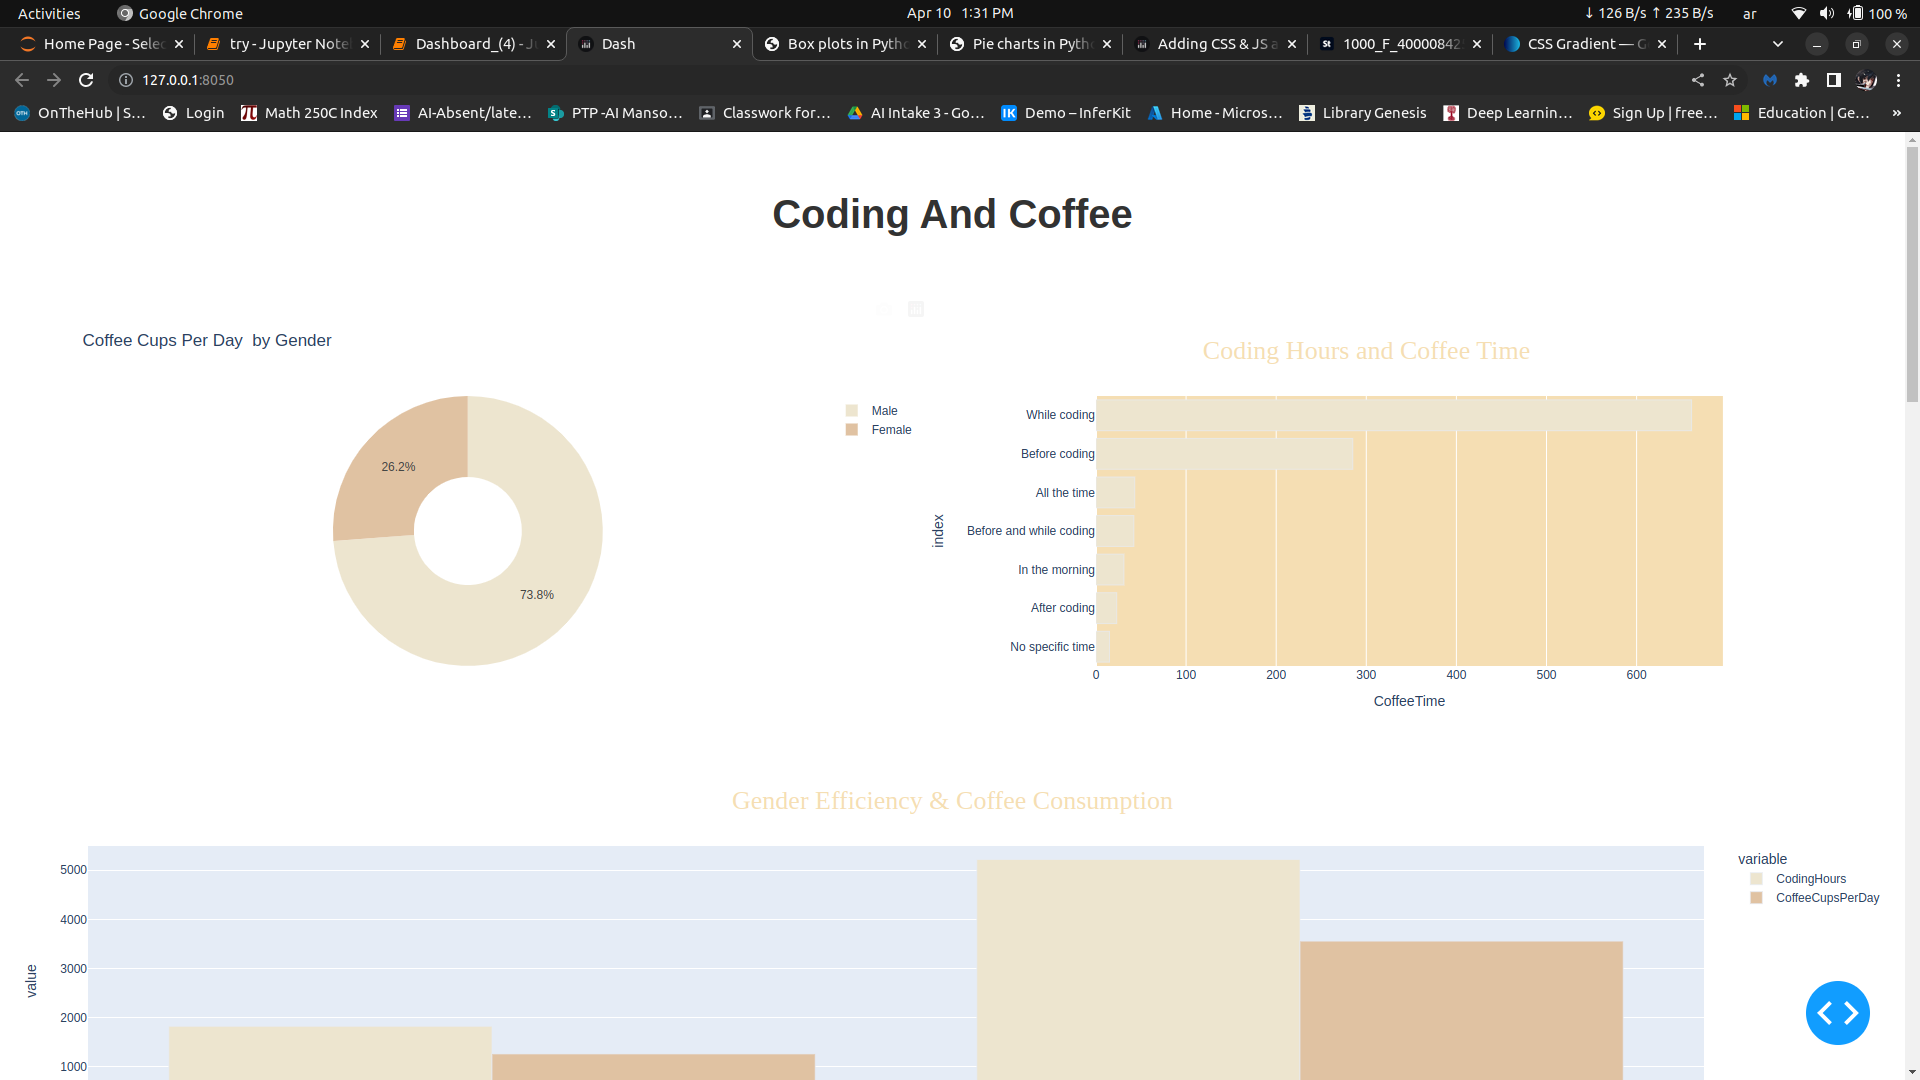 Activities
Google Chrome
Apr 10 1:31 PM
↓ 126 B/s ↑ 235 B/s
ar
100 %
Home Page - Selec
try - Jupyter Note
Dashboard_(4) - Ju
Dash
Box plots in Pytho
Pie charts in Pytho
Adding CSS & JS a
St
1000_F_400008425
CSS Gradient — G
127.0.0.1:8050
OnTheHub | S...
Login
Math 250C Index
AI-Absent/late...
PTP -AI Manso...
Classwork for...
AI Intake 3 - Go...
IK
Demo – InferKit
Home - Micros...
Library Genesis
Deep Learnin...
Sign Up | free...
Education | Ge...
»
Coding And Coffee
Coffee Cups Per Day  by Gender
26.2%
73.8%
Male
Female
Coding Hours and Coffee Time
index
While coding
Before coding
All the time
Before and while coding
In the morning
After coding
No specific time
0 100 200 300 400 500 600
CoffeeTime
Gender Efficiency & Coffee Consumption
value
5000
4000
3000
2000
1000
variable
CodingHours
CoffeeCupsPerDay